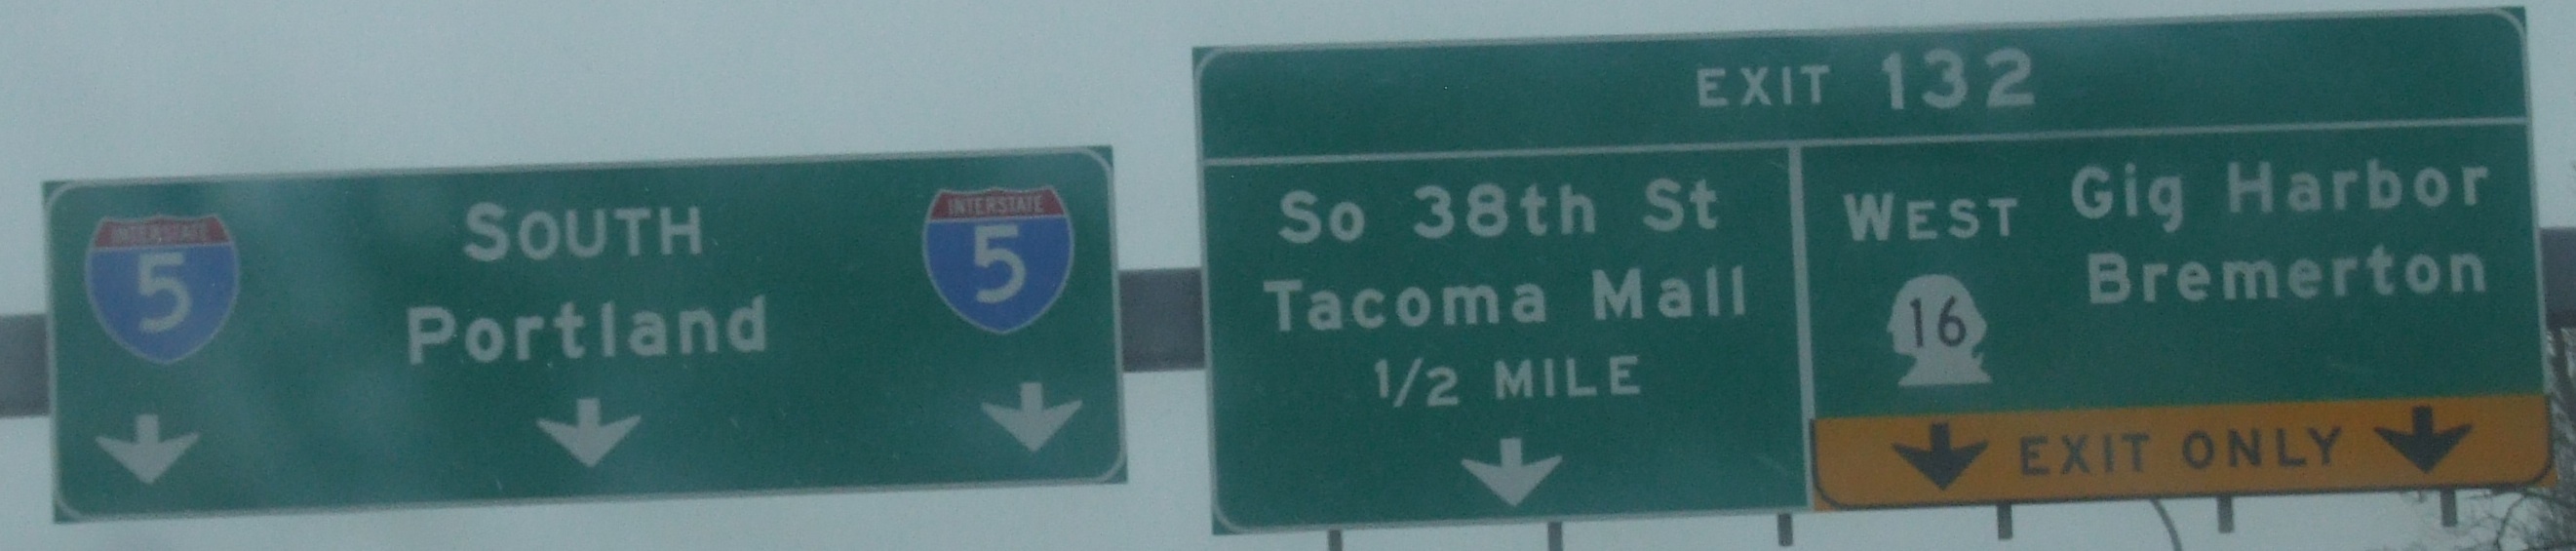 INTERSTATE
5
SOUTH
Portland
INTERSTATE
5
EXIT 132
So 38th St
Tacoma Mall
1/2 MILE
WEST
16
Gig Harbor
Bremerton
EXIT ONLY